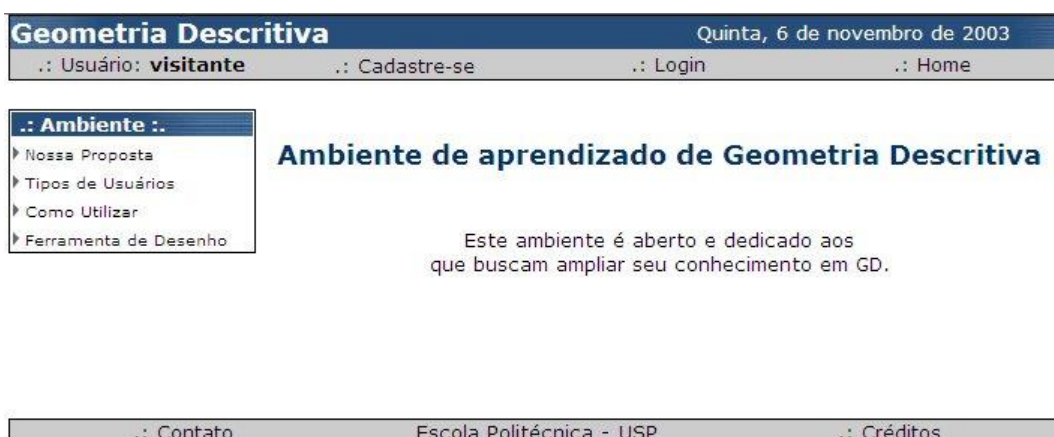 Geometria Descritiva Quinta, 6 de novembro de 2003
.: Usuário: visitante .: Cadastre-se .: Login .: Home
.: Ambiente :.
Nossa Proposta
Tipos de Usuários
Como Utilizar
Ferramenta de Desenho
Ambiente de aprendizado de Geometria Descritiva
Este ambiente é aberto e dedicado aos
que buscam ampliar seu conhecimento em GD.
.: Contato Escola Politécnica - USP .: Créditos